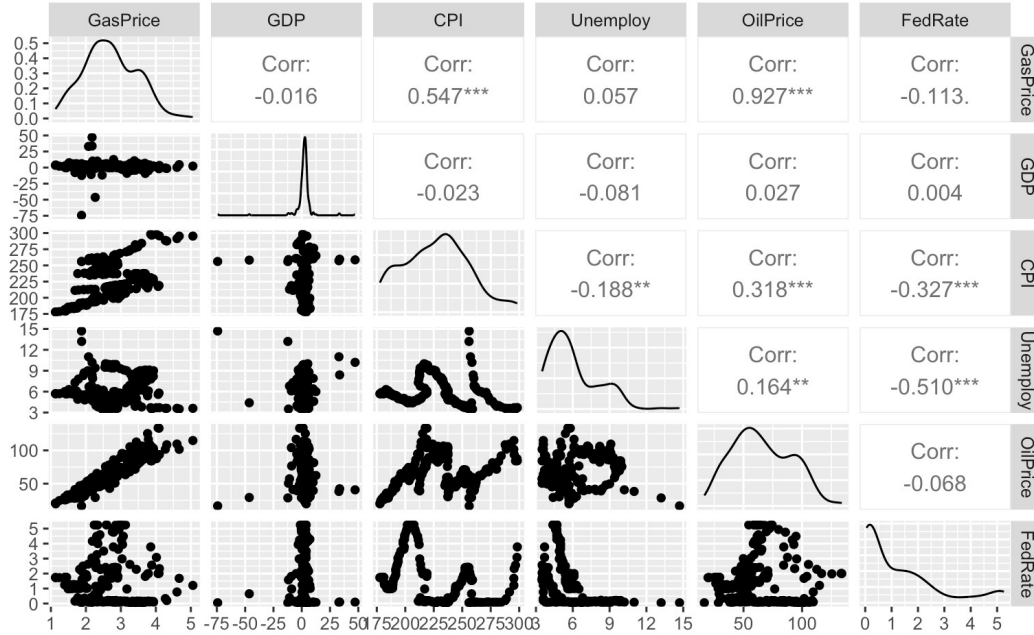 GasPrice GDP CPI Unemploy OilPrice FedRate
0.5
0.4
0.3
0.2
0.1
0.0
Corr:
-0.016
Corr:
0.547***
Corr:
0.057
Corr:
0.927***
Corr:
-0.113.
GasPrice
50
25
0
-25
-50
-75
Corr:
-0.023
Corr:
-0.081
Corr:
0.027
Corr:
0.004
GDP
300
275
250
225
200
175
Corr:
-0.188**
Corr:
0.318***
Corr:
-0.327***
CPI
15
12
9
6
3
Corr:
0.164**
Corr:
-0.510***
Unemploy
100
50
Corr:
-0.068
OilPrice
5
4
3
2
1
0
FedRate
1 2 3 4 5 -75 -50 -25 0 25 50 175 200 225 250 275 300 3 6 9 12 15 50 100 0 1 2 3 4 5